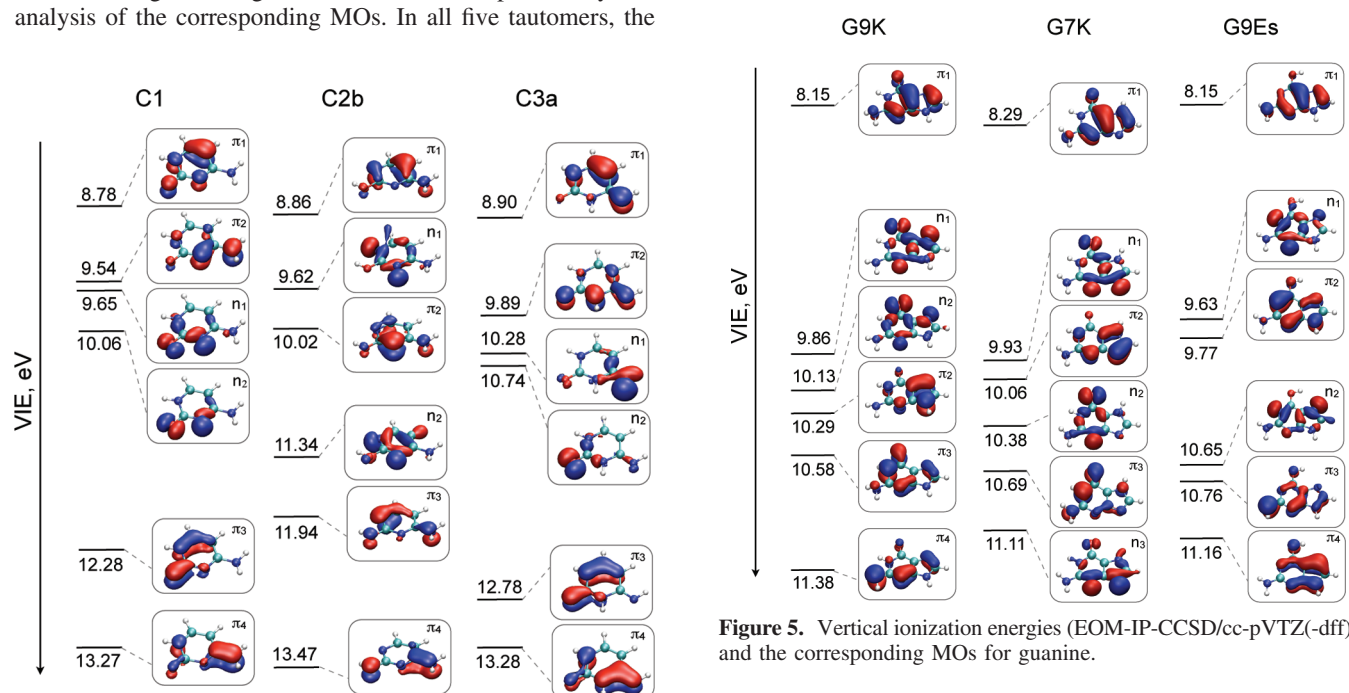 analysis of the corresponding MOs. In all five tautomers, the
C1
C2b
C3a
VIE, eV
8.78
π1
9.54
π2
9.65
n1
10.06
n2
12.28
π3
13.27
π4
8.86
π1
9.62
n1
10.02
π2
11.34
n2
11.94
π3
13.47
π4
8.90
π1
9.89
π2
10.28
n1
10.74
n2
12.78
π3
13.28
π4
G9K
G7K
G9Es
VIE, eV
8.15
π1
9.86
n1
10.13
n2
10.29
π2
10.58
π3
11.38
π4
8.29
π1
9.93
n1
10.06
π2
10.38
n2
10.69
π3
11.11
n3
8.15
π1
9.63
n1
9.77
π2
10.65
n2
10.76
π3
11.16
π4
Figure 5. Vertical ionization energies (EOM-IP-CCSD/cc-pVTZ(-dff)
and the corresponding MOs for guanine.